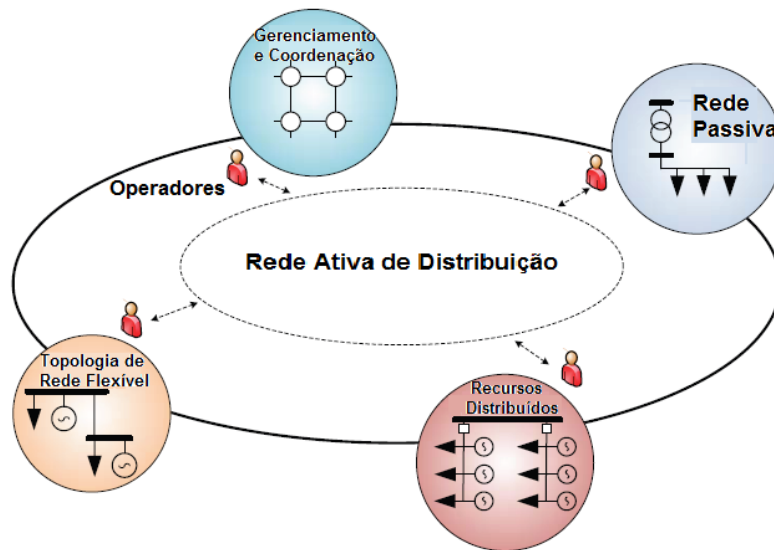 Gerenciamento
e Coordenação
Rede
Passiva
Operadores
Rede Ativa de Distribuição
Topologia de
Rede Flexível
Recursos
Distribuídos